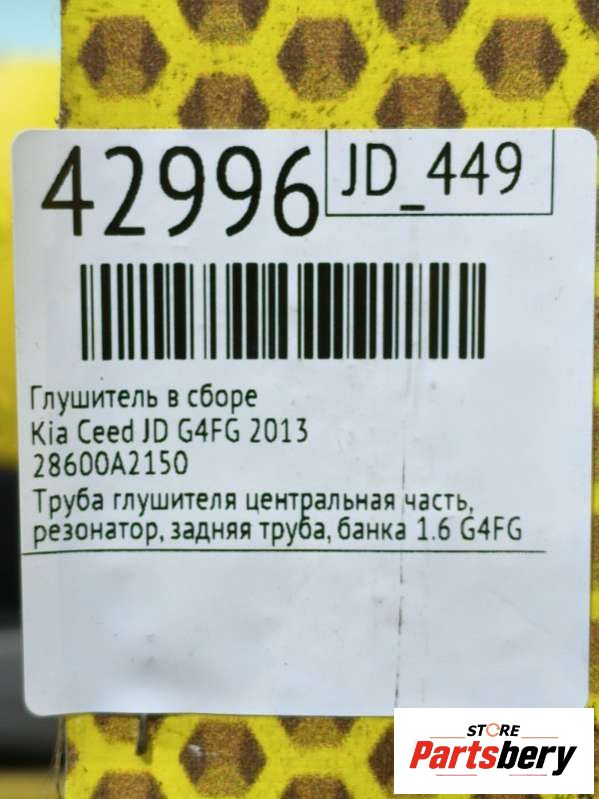 42996
JD_449
Глушитель в сборе
Kia Ceed JD G4FG 2013
28600A2150
Труба глушителя центральная часть,
резонатор, задняя труба, банка 1.6 G4FG
STORE
Partsbery